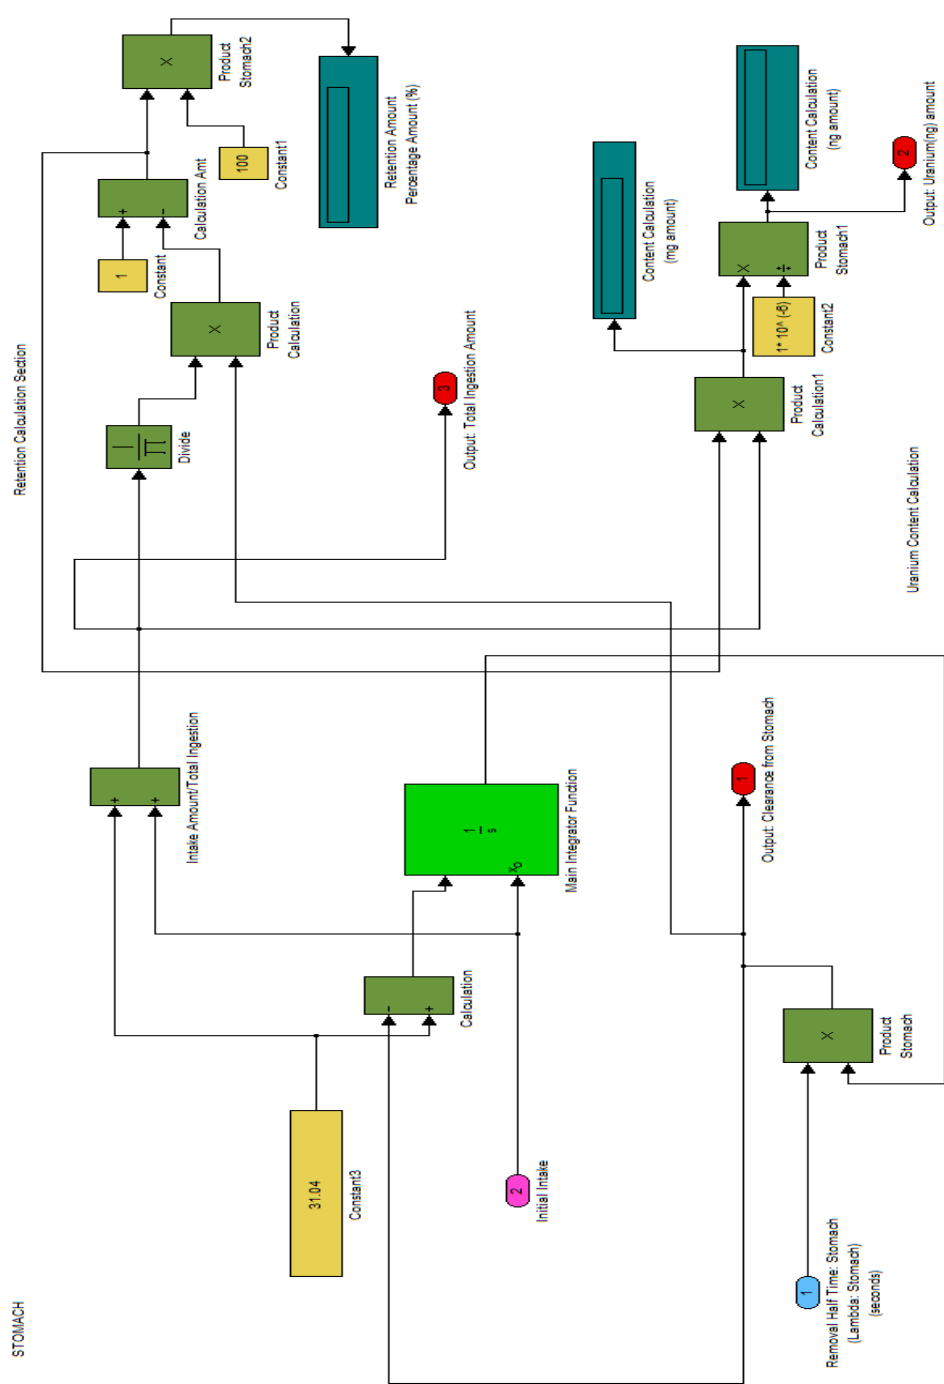 STOMACH
Retention Calculation Section
X
Product
Stomach2
100
Constant1
Retention Amount
Percentage Amount (%)
+
-
Calculation Amt
1
Constant
X
Product
Calculation
1
∏
Divide
3
Output: Total Ingestion Amount
+
+
Intake Amount/Total Ingestion
1
s
xo
Main Integrator Function
-
+
Calculation
31.04
Constant3
2
Initial Intake
Content Calculation
(mg amount)
Content Calculation
(ng amount)
2
Output: Uranium(ng) amount
X
÷
Product
Stomach1
1* 10^ (-6)
Constant2
X
Product
Calculation1
Uranium Content Calculation
1
Output: Clearance from Stomach
X
Product
Stomach
1
Removal Half Time: Stomach
(Lambda: Stomach)
(seconds)